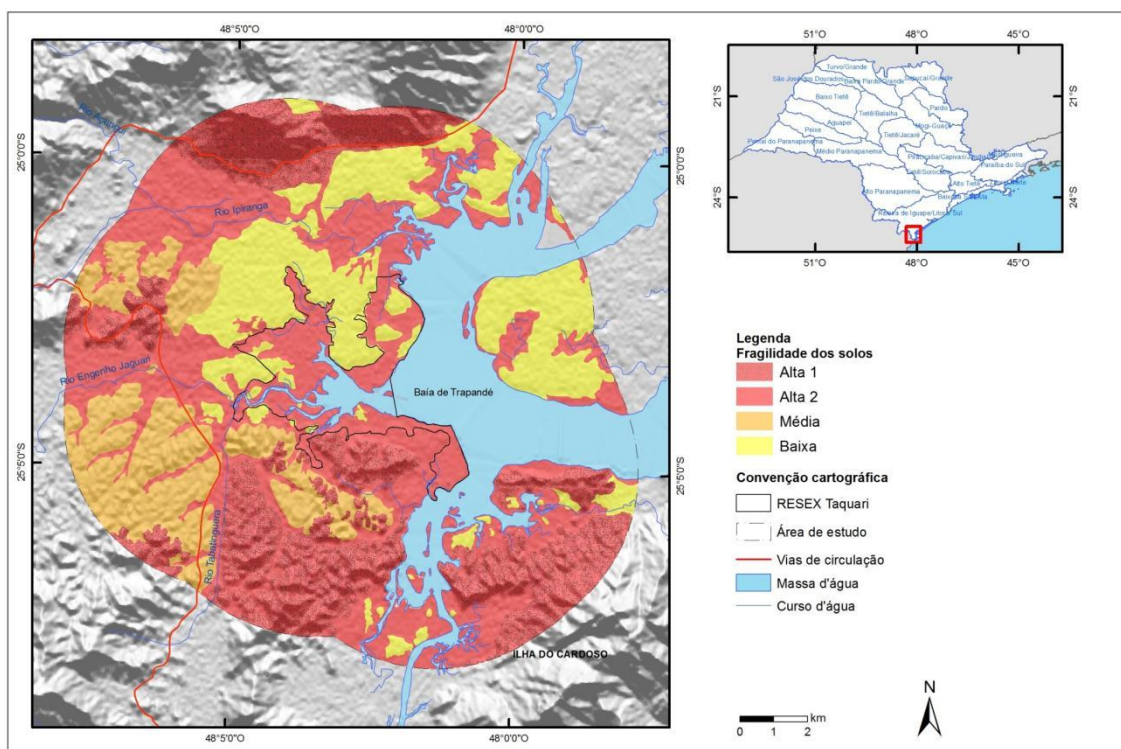 48°5'0"O
48°0'0"O
25°0'0"S
25°0'0"S
Rio Ipiranga
Rio Engenho Jaguari
Baía de Trapandé
25°5'0"S
25°5'0"S
Rio Tabatinguera
ILHA DO CARDOSO
48°5'0"O
48°0'0"O
51°O
48°O
45°O
21°S
21°S
24°S
24°S
51°O
48°O
45°O
Turvo/Grande
Sapucaí/Grande
São José dos Dourados
Baixo Pardo/Grande
Baixo Tietê
Pardo
Tietê/Batalha
Aguapeí
Mogi-Guaçu
Peixe
Tietê/Jacaré
Pontal do Paranapanema
Médio Paranapanema
Paraíba do Sul
Tietê/Sorocaba
Alto Tietê
Alto Paranapanema
Ribeira de Iguape/Litoral Sul
Legenda
Fragilidade dos solos
Alta 1
Alta 2
Média
Baixa
Convenção cartográfica
RESEX Taquari
Área de estudo
Vias de circulação
Massa d'água
Curso d'água
N
km
0 1 2